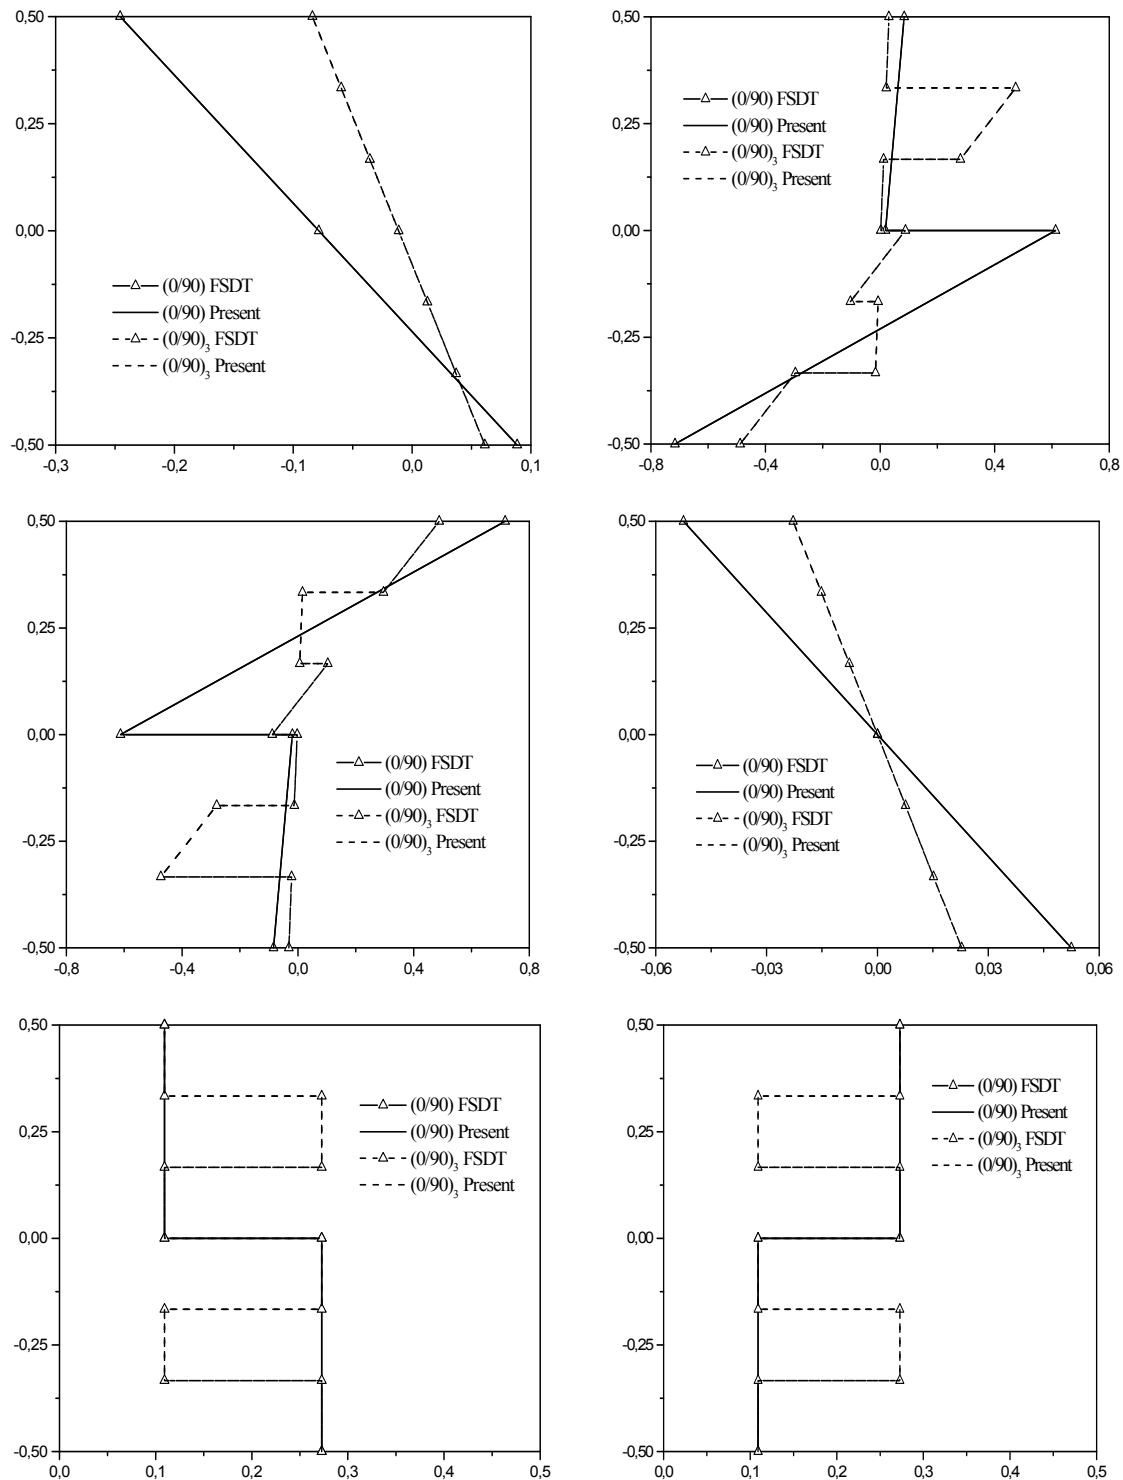 0,50
0,25
0,00
-0,25
-0,50
-0,3 -0,2 -0,1 0,0 0,1
(0/90) FSDT
(0/90) Present
(0/90)3 FSDT
(0/90)3 Present
0,50
0,25
0,00
-0,25
-0,50
-0,8 -0,4 0,0 0,4 0,8
(0/90) FSDT
(0/90) Present
(0/90)3 FSDT
(0/90)3 Present
0,50
0,25
0,00
-0,25
-0,50
-0,8 -0,4 0,0 0,4 0,8
(0/90) FSDT
(0/90) Present
(0/90)3 FSDT
(0/90)3 Present
0,50
0,25
0,00
-0,25
-0,50
-0,06 -0,03 0,00 0,03 0,06
(0/90) FSDT
(0/90) Present
(0/90)3 FSDT
(0/90)3 Present
0,50
0,25
0,00
-0,25
-0,50
0,0 0,1 0,2 0,3 0,4 0,5
(0/90) FSDT
(0/90) Present
(0/90)3 FSDT
(0/90)3 Present
0,50
0,25
0,00
-0,25
-0,50
0,0 0,1 0,2 0,3 0,4 0,5
(0/90) FSDT
(0/90) Present
(0/90)3 FSDT
(0/90)3 Present